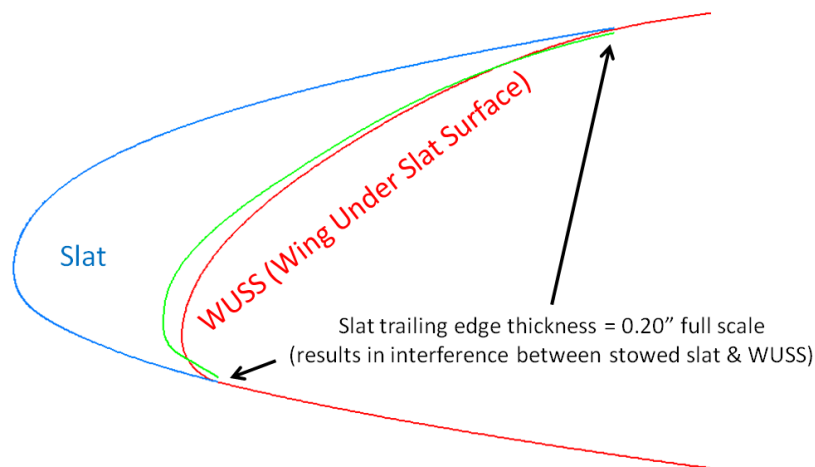 Slat
WUSS (Wing Under Slat Surface)
Slat trailing edge thickness = 0.20” full scale
(results in interference between stowed slat & WUSS)